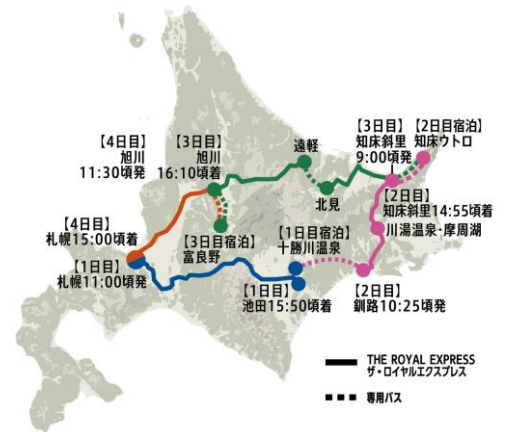 【4日目】
旭川
11:30頃発
【3日目】
旭川
16:10頃着
遠軽
【3日目】
知床斜里
9:00頃発
【2日目宿泊】
知床ウトロ
北見
【2日目】
知床斜里14:55頃着
川湯温泉・摩周湖
【4日目】
札幌15:00頃着
【1日目】
札幌11:00頃発
【3日目宿泊】
富良野
【1日目宿泊】
十勝川温泉
【1日目】
池田15:50頃着
【2日目】
釧路10:25頃発
THE ROYAL EXPRESS
ザ・ロイヤルエクスプレス
専用バス